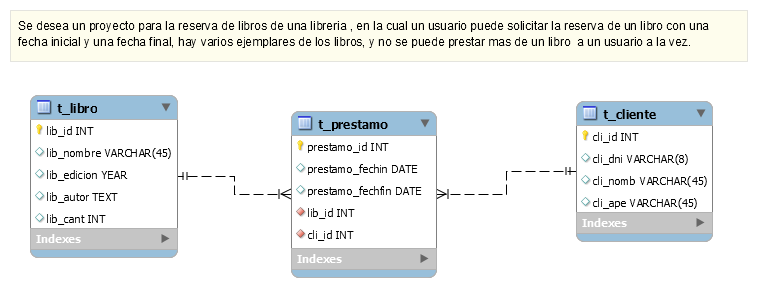 Se desea un proyecto para la reserva de libros de una libreria , en la cual un usuario puede solicitar la reserva de un libro con una
fecha inicial y una fecha final, hay varios ejemplares de los libros, y no se puede prestar mas de un libro a un usuario a la vez.
t_libro
lib_id INT
lib_nombre VARCHAR(45)
lib_edicion YEAR
lib_autor TEXT
lib_cant INT
Indexes
t_prestamo
prestamo_id INT
prestamo_fechin DATE
prestamo_fechfin DATE
lib_id INT
cli_id INT
Indexes
t_cliente
cli_id INT
cli_dni VARCHAR(8)
cli_nomb VARCHAR(45)
cli_ape VARCHAR(45)
Indexes